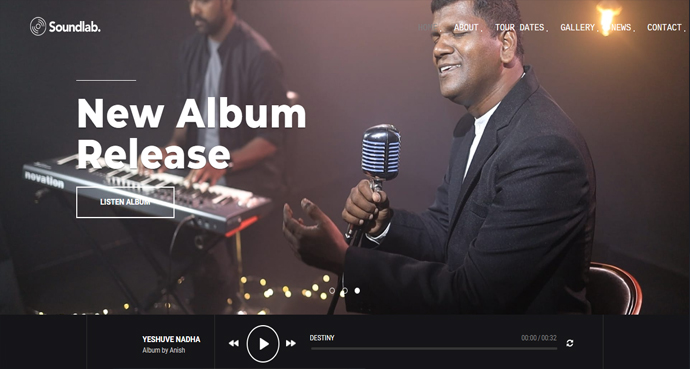 Soundlab.
HOME ABOUT TOUR DATES GALLERY NEWS CONTACT
New Album
Release
novation
LISTEN ALBUM
YESHUVE NADHA
Album by Anish
DESTINY
00:00 / 00:32